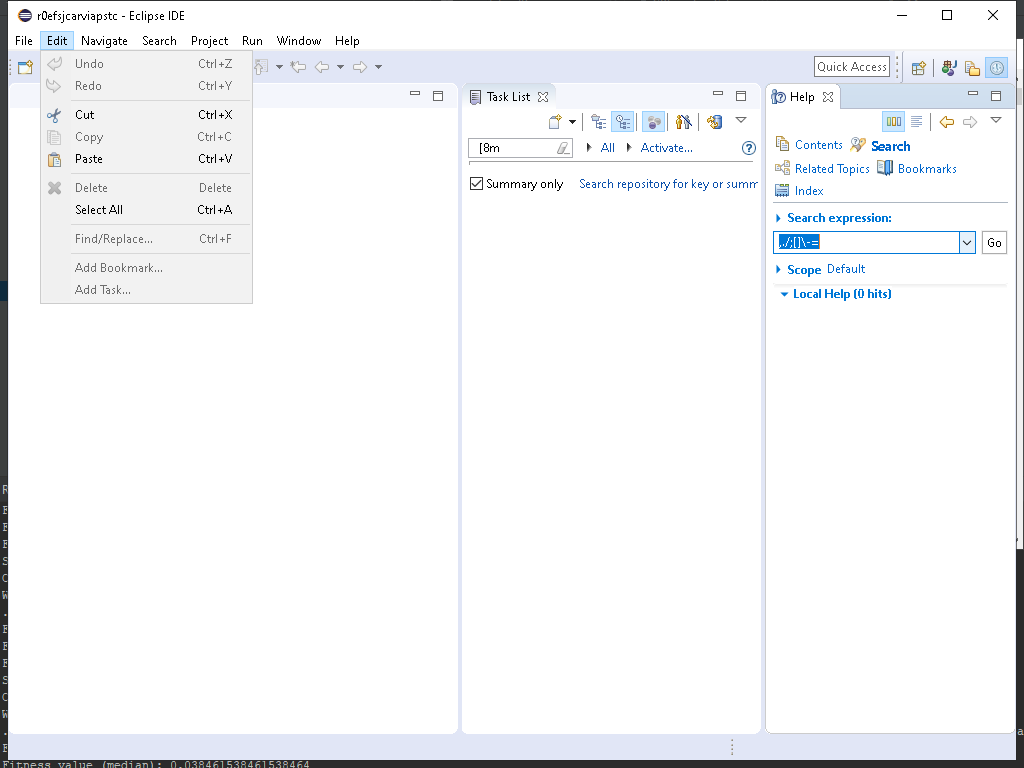 r0efsjcarviapstc - Eclipse IDE
File Edit Navigate Search Project Run Window Help
Undo Ctrl+Z
Redo Ctrl+Y
Cut Ctrl+X
Copy Ctrl+C
Paste Ctrl+V
Delete Delete
Select All Ctrl+A
Find/Replace... Ctrl+F
Add Bookmark...
Add Task...
Quick Access
Task List
[8m
All
Activate...
Summary only
Search repository for key or summ
Help
Contents Search
Related Topics Bookmarks
Index
Search expression:
,./;[]\-=
Go
Scope Default
Local Help (0 hits)
Fitness value (median): 0.038461538461538464